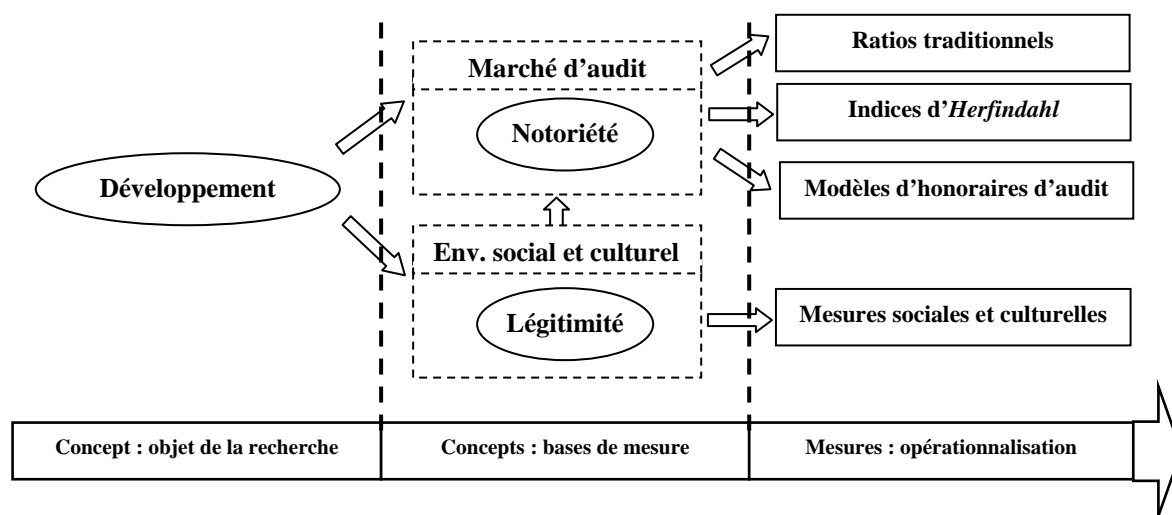 Ratios traditionnels
Marché d'audit
Indices d'Herfindahl
Notoriété
Développement
Modèles d'honoraires d'audit
Env. social et culturel
Légitimité
Mesures sociales et culturelles
Concept : objet de la recherche
Concepts : bases de mesure
Mesures : opérationnalisation